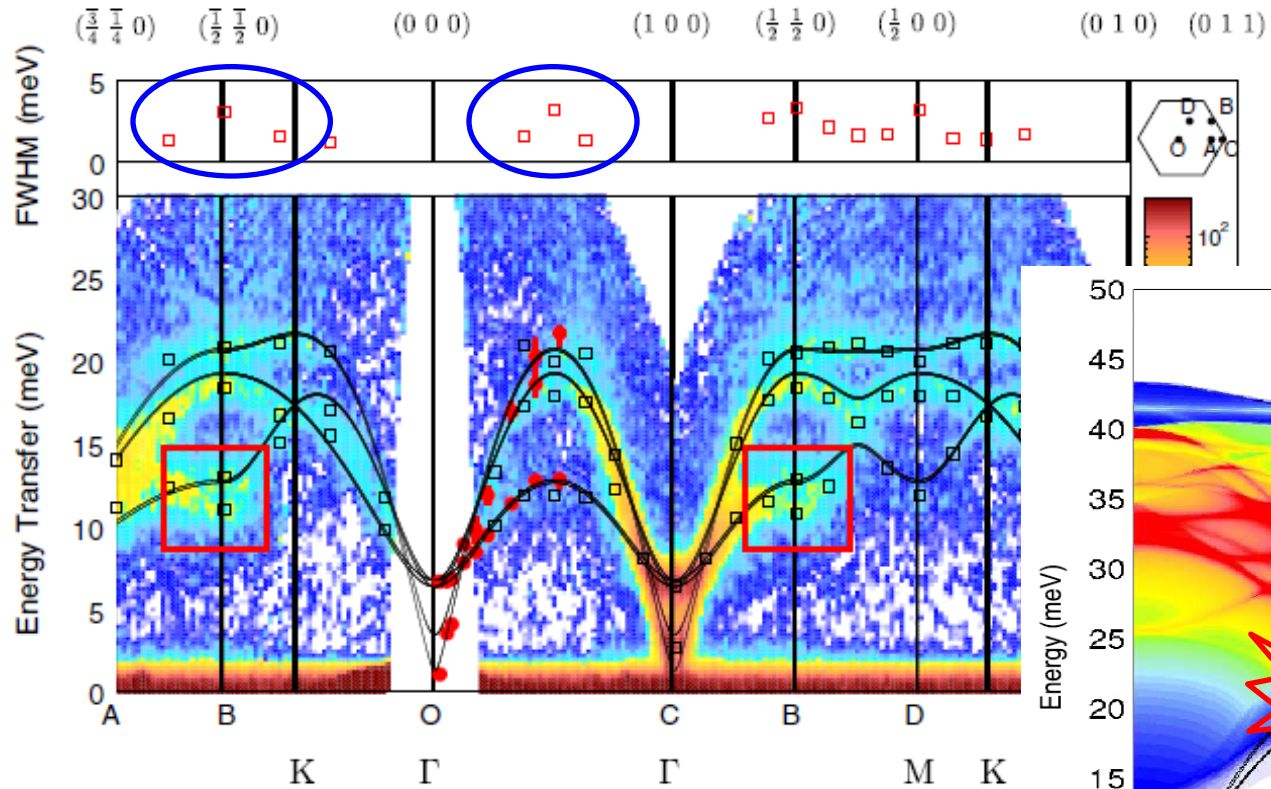 (3̅/4 1̅/4 0) (1̅/2 1̅/2 0) (0 0 0) (1 0 0) (1/2 1/2 0) (1/2 0 0) (0 1 0) (0 1 1)
FWHM (meV)
5
0
D B
O A C
10²
30
25
20
15
10
5
0
Energy Transfer (meV)
A B O C B D
K Γ Γ M K
50
45
40
35
30
25
20
15
Energy (meV)